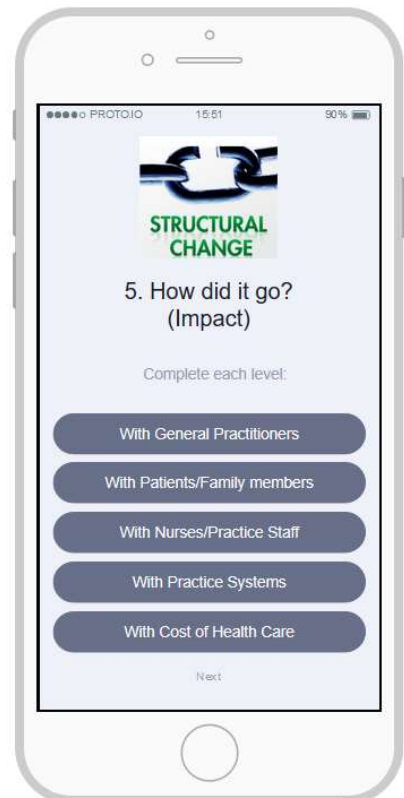 PROTO.IO 15:51 90%
STRUCTURAL
CHANGE
5. How did it go?
(Impact)
Complete each level:
With General Practitioners
With Patients/Family members
With Nurses/Practice Staff
With Practice Systems
With Cost of Health Care
Next